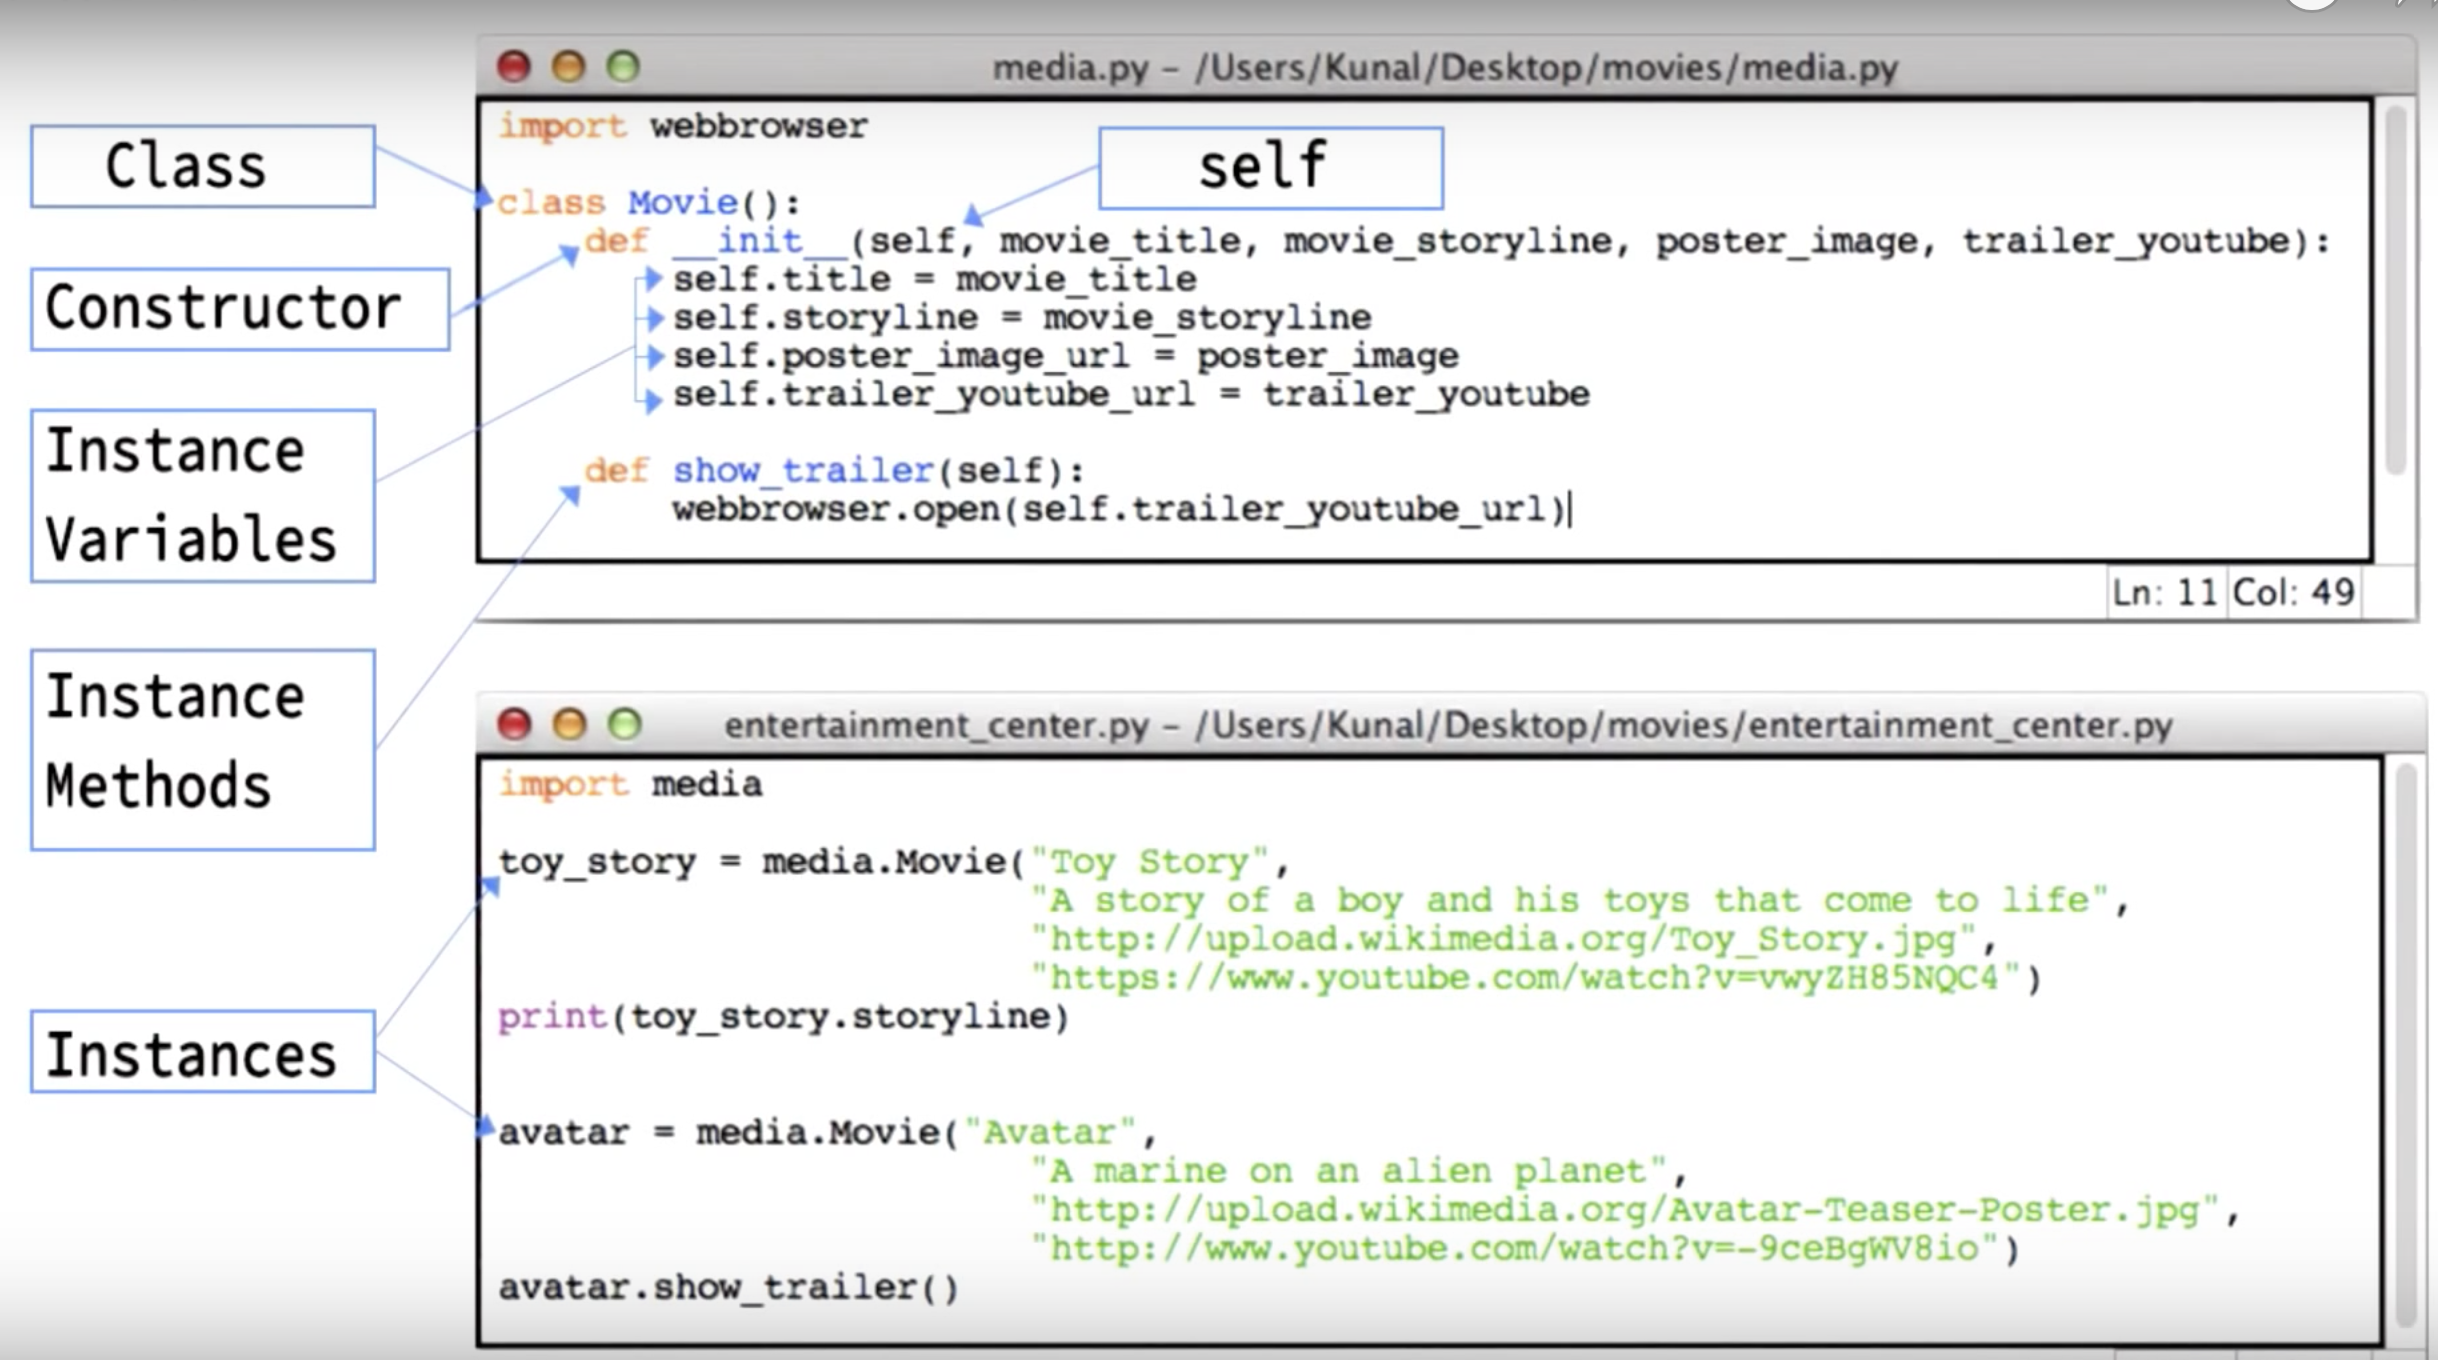 media.py – /Users/Kunal/Desktop/movies/media.py
import webbrowser
Class
self
class Movie():
def __init__(self, movie_title, movie_storyline, poster_image, trailer_youtube):
Constructor
self.title = movie_title
self.storyline = movie_storyline
self.poster_image_url = poster_image
self.trailer_youtube_url = trailer_youtube
Instance
Variables
def show_trailer(self):
webbrowser.open(self.trailer_youtube_url)
Ln: 11 Col: 49
Instance
Methods
entertainment_center.py – /Users/Kunal/Desktop/movies/entertainment_center.py
import media
toy_story = media.Movie("Toy Story",
"A story of a boy and his toys that come to life",
"http://upload.wikimedia.org/Toy_Story.jpg",
"https://www.youtube.com/watch?v=vwyZH85NQC4")
print(toy_story.storyline)
Instances
avatar = media.Movie("Avatar",
"A marine on an alien planet",
"http://upload.wikimedia.org/Avatar-Teaser-Poster.jpg",
"http://www.youtube.com/watch?v=-9ceBgWV8io")
avatar.show_trailer()